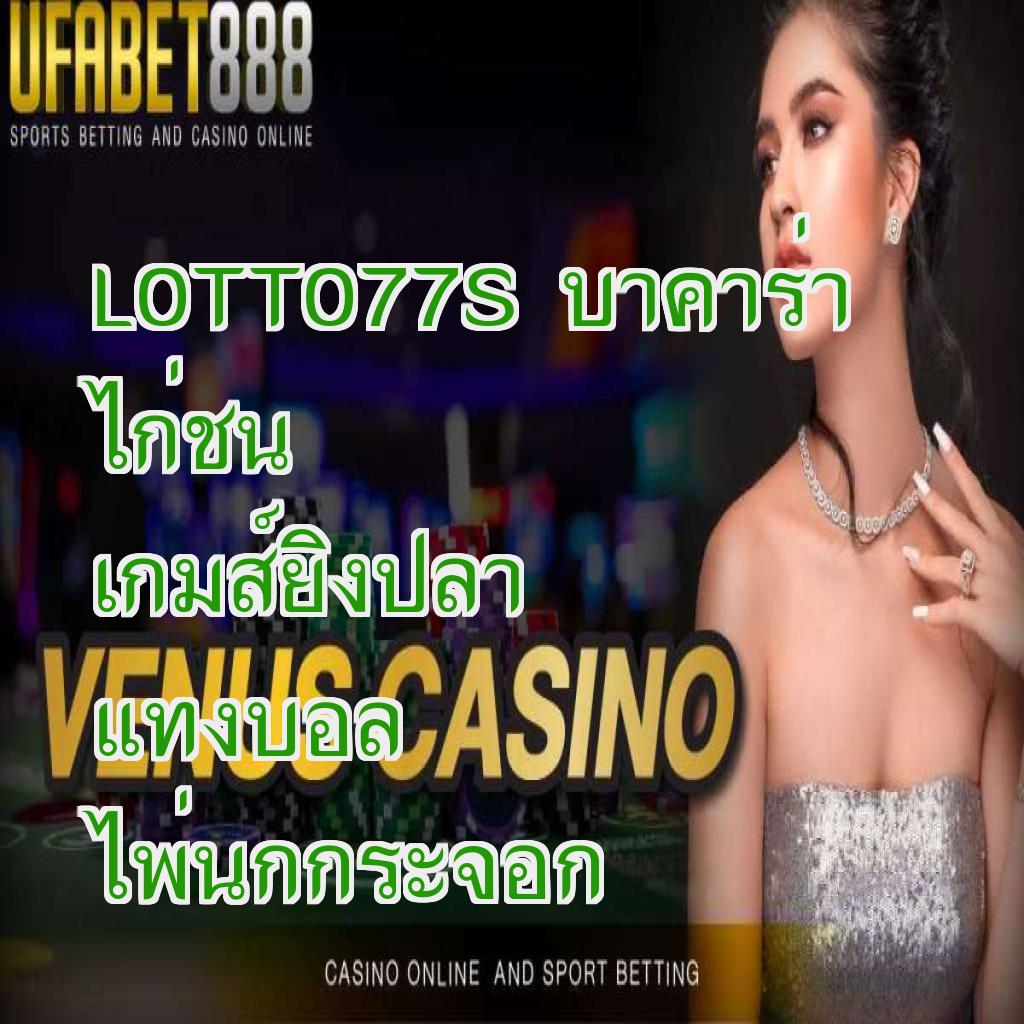 UFABET888
SPORTS BETTING AND CASINO ONLINE
LOTTO77S บาคาร่า
ไก่ชน
เกมส์ยิงปลา
VENUS CASINO
แทงบอล
ไพ่นกกระจอก
CASINO ONLINE AND SPORT BETTING